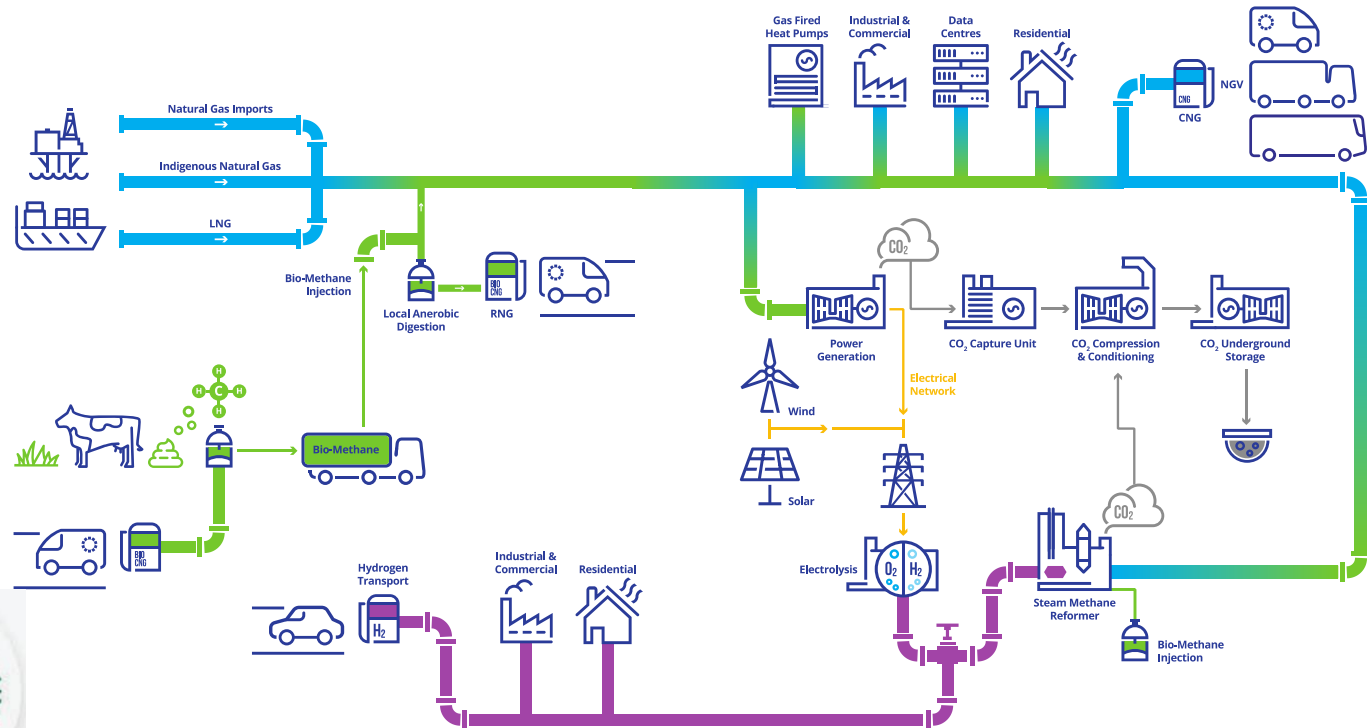 Gas Fired
Heat Pumps
Industrial &
Commercial
Data
Centres
Residential
NGV
CNG
CNG
Natural Gas Imports
Indigenous Natural Gas
LNG
Bio-Methane
Injection
Local Anerobic
Digestion
BIO
CNG
RNG
CO₂
Power
Generation
CO₂ Capture Unit
CO₂ Compression
& Conditioning
CO₂ Underground
Storage
Electrical
Network
Wind
Solar
H
H C H
H
Bio-Methane
BIO
CNG
CO₂
Electrolysis
O₂ H₂
Steam Methane
Reformer
Bio-Methane
Injection
Hydrogen
Transport
H₂
Industrial &
Commercial
Residential